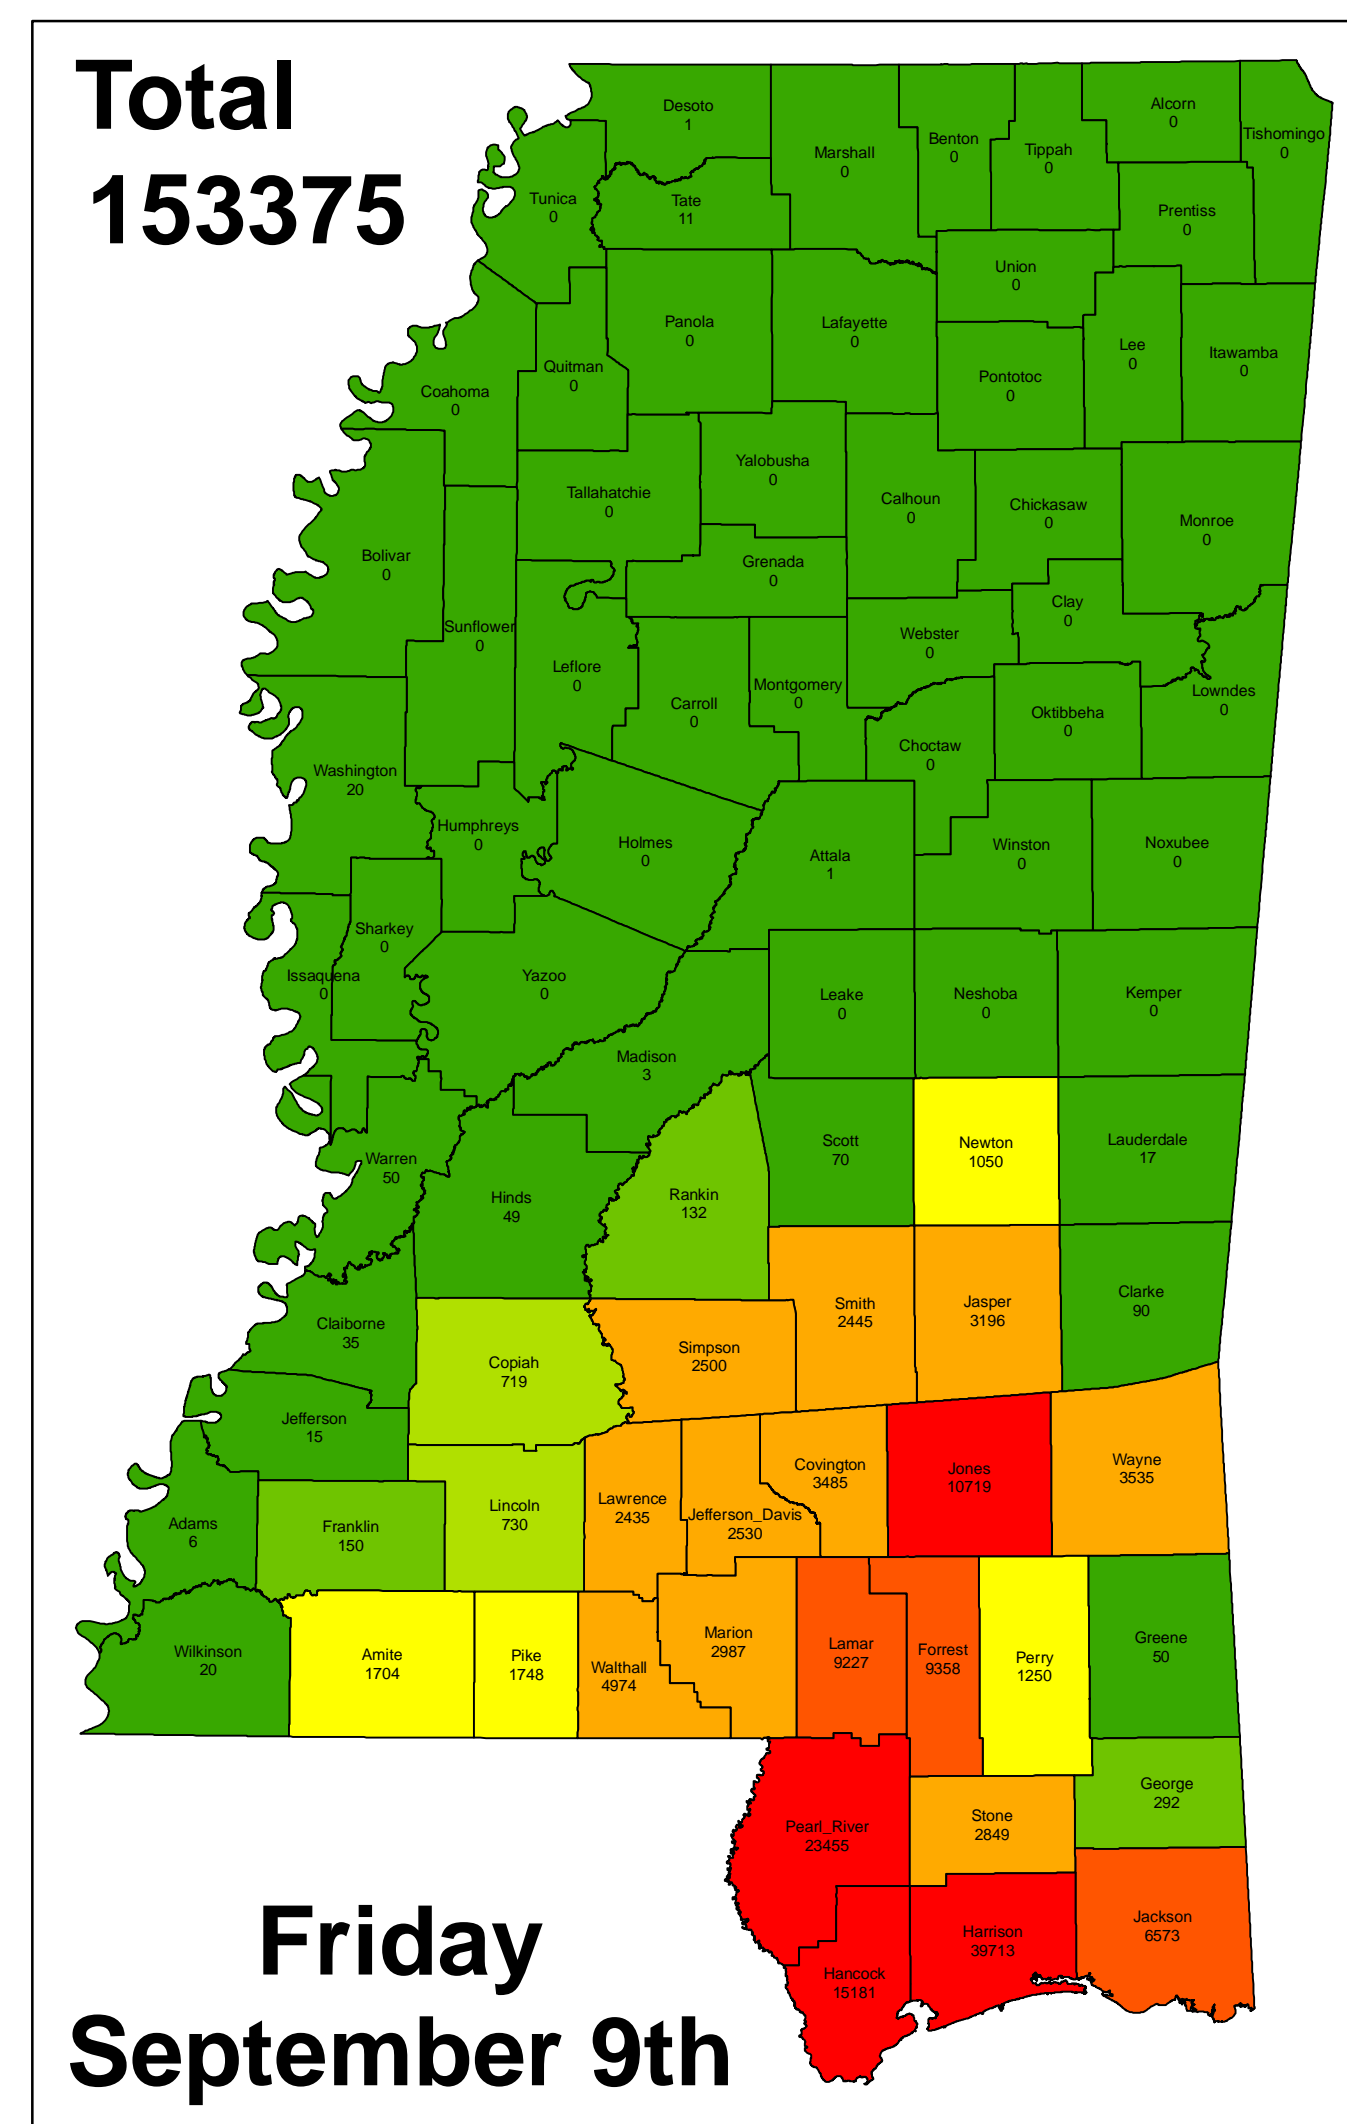 Total
153375
Desoto
1
Marshall
0
Benton
0
Tippah
0
Alcorn
0
Tishomingo
0
Tunica
0
Tate
11
Prentiss
0
Union
0
Panola
0
Lafayette
0
Lee
0
Itawamba
0
Quitman
0
Pontotoc
0
Coahoma
0
Yalobusha
0
Tallahatchie
0
Calhoun
0
Chickasaw
0
Monroe
0
Bolivar
0
Grenada
0
Clay
0
Sunflower
0
Webster
0
Leflore
0
Montgomery
0
Carroll
0
Lowndes
0
Oktibbeha
0
Choctaw
0
Washington
20
Humphreys
0
Holmes
0
Attala
1
Winston
0
Noxubee
0
Sharkey
0
Issaquena
0
Yazoo
0
Leake
0
Neshoba
0
Kemper
0
Madison
3
Scott
70
Newton
1050
Lauderdale
17
Warren
50
Hinds
49
Rankin
132
Clarke
90
Smith
2445
Jasper
3196
Claiborne
35
Simpson
2500
Copiah
719
Jefferson
15
Covington
3485
Jones
10719
Wayne
3535
Lawrence
2435
Lincoln
730
Jefferson_Davis
2530
Adams
6
Franklin
150
Marion
2987
Lamar
9227
Forrest
9358
Greene
50
Wilkinson
20
Amite
1704
Pike
1748
Walthall
4974
Perry
1250
George
292
Stone
2849
Pearl_River
23455
Jackson
6573
Harrison
39713
Hancock
15181
Friday
September 9th